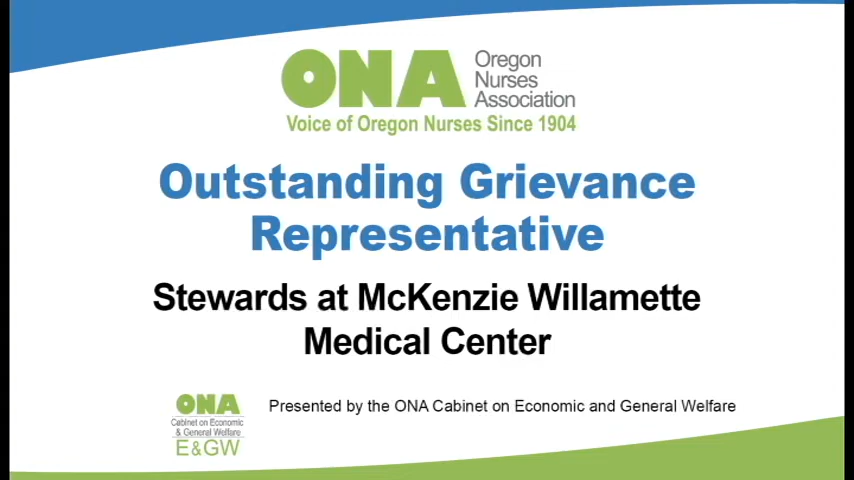 ONA
Oregon
Nurses
Association
Voice of Oregon Nurses Since 1904
Outstanding Grievance
Representative
Stewards at McKenzie Willamette
Medical Center
ONA
Cabinet on Economic
& General Welfare
E&GW
Presented by the ONA Cabinet on Economic and General Welfare